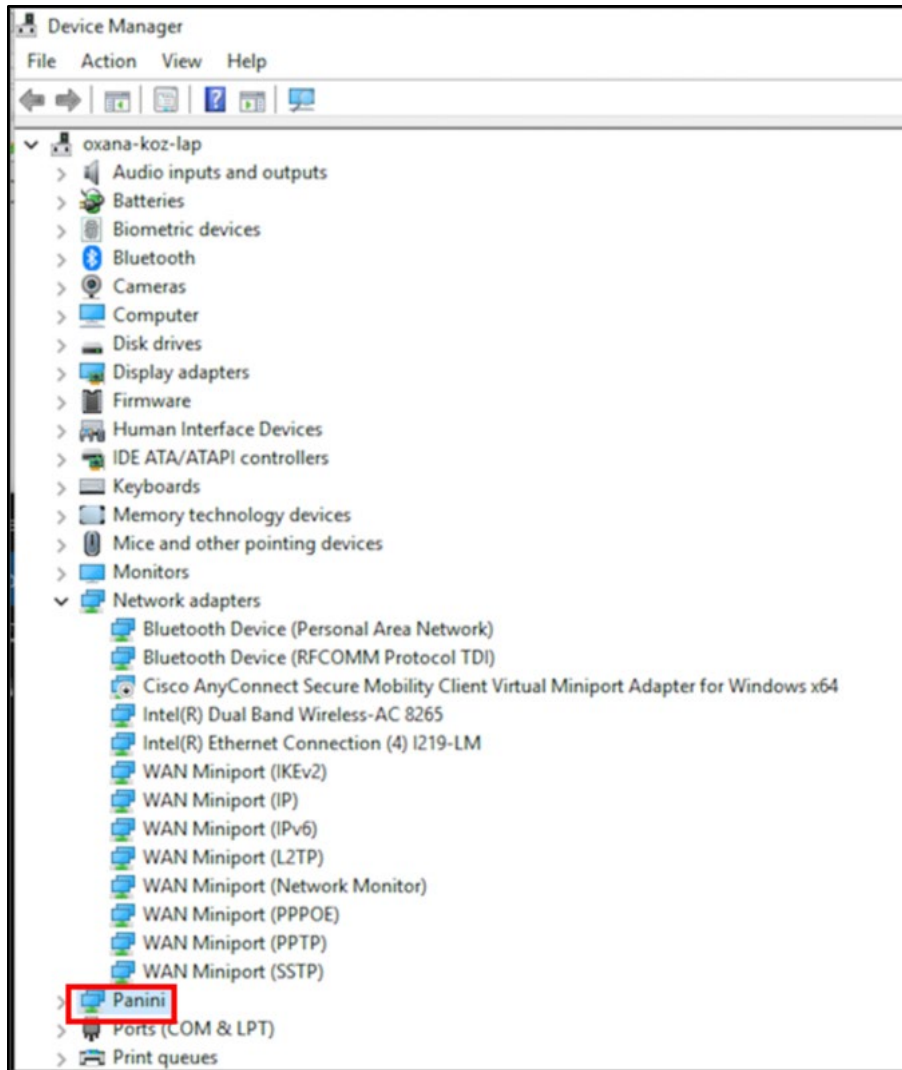 Device Manager
File Action View Help
oxana-koz-lap
Audio inputs and outputs
Batteries
Biometric devices
Bluetooth
Cameras
Computer
Disk drives
Display adapters
Firmware
Human Interface Devices
IDE ATA/ATAPI controllers
Keyboards
Memory technology devices
Mice and other pointing devices
Monitors
Network adapters
Bluetooth Device (Personal Area Network)
Bluetooth Device (RFCOMM Protocol TDI)
Cisco AnyConnect Secure Mobility Client Virtual Miniport Adapter for Windows x64
Intel(R) Dual Band Wireless-AC 8265
Intel(R) Ethernet Connection (4) I219-LM
WAN Miniport (IKEv2)
WAN Miniport (IP)
WAN Miniport (IPv6)
WAN Miniport (L2TP)
WAN Miniport (Network Monitor)
WAN Miniport (PPPOE)
WAN Miniport (PPTP)
WAN Miniport (SSTP)
Panini
Ports (COM & LPT)
Print queues